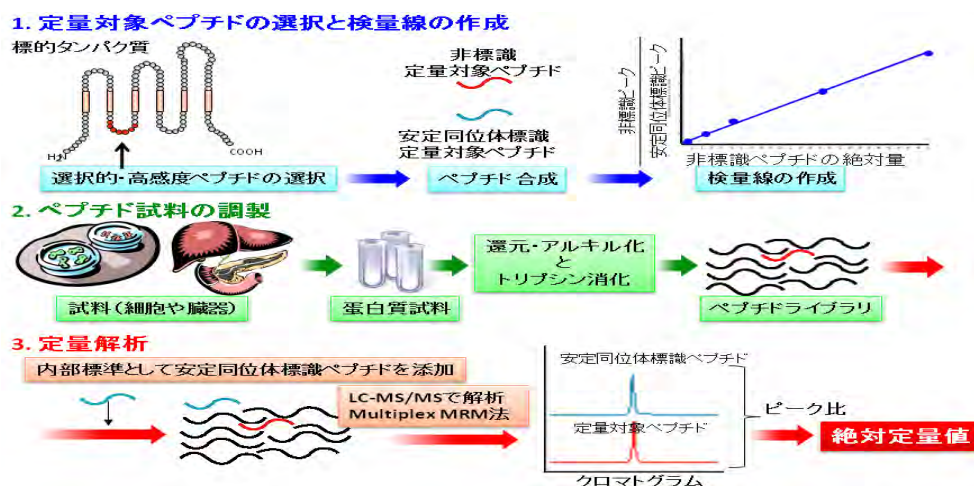 1. 定量対象ペプチドの選択と検量線の作成
標的タンパク質
H₂N
COOH
選択的・高感度ペプチドの選択
非標識
定量対象ペプチド
安定同位体標識
定量対象ペプチド
ペプチド合成
非標識ピーク
安定同位体標識ピーク
非標識ペプチドの絶対量
検量線の作成
2. ペプチド試料の調製
試料(細胞や臓器)
蛋白質試料
還元・アルキル化
と
トリプシン消化
ペプチドライブラリ
3. 定量解析
内部標準として安定同位体標識ペプチドを添加
LC-MS/MSで解析
Multiplex MRM法
安定同位体標識ペプチド
定量対象ペプチド
クロマトグラム
ピーク比
絶対定量値